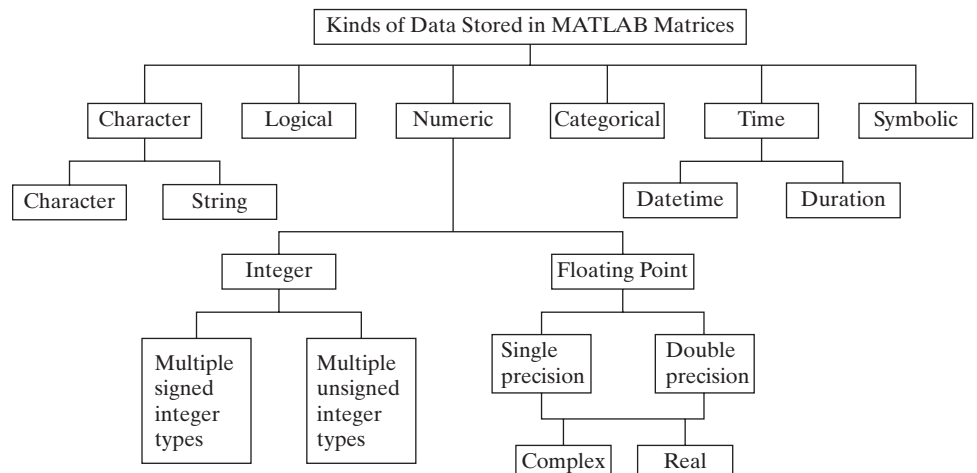 Kinds of Data Stored in MATLAB Matrices
Character
Logical
Numeric
Categorical
Time
Symbolic
Character
String
Datetime
Duration
Integer
Floating Point
Multiple
signed
integer
types
Multiple
unsigned
integer
types
Single
precision
Double
precision
Complex
Real